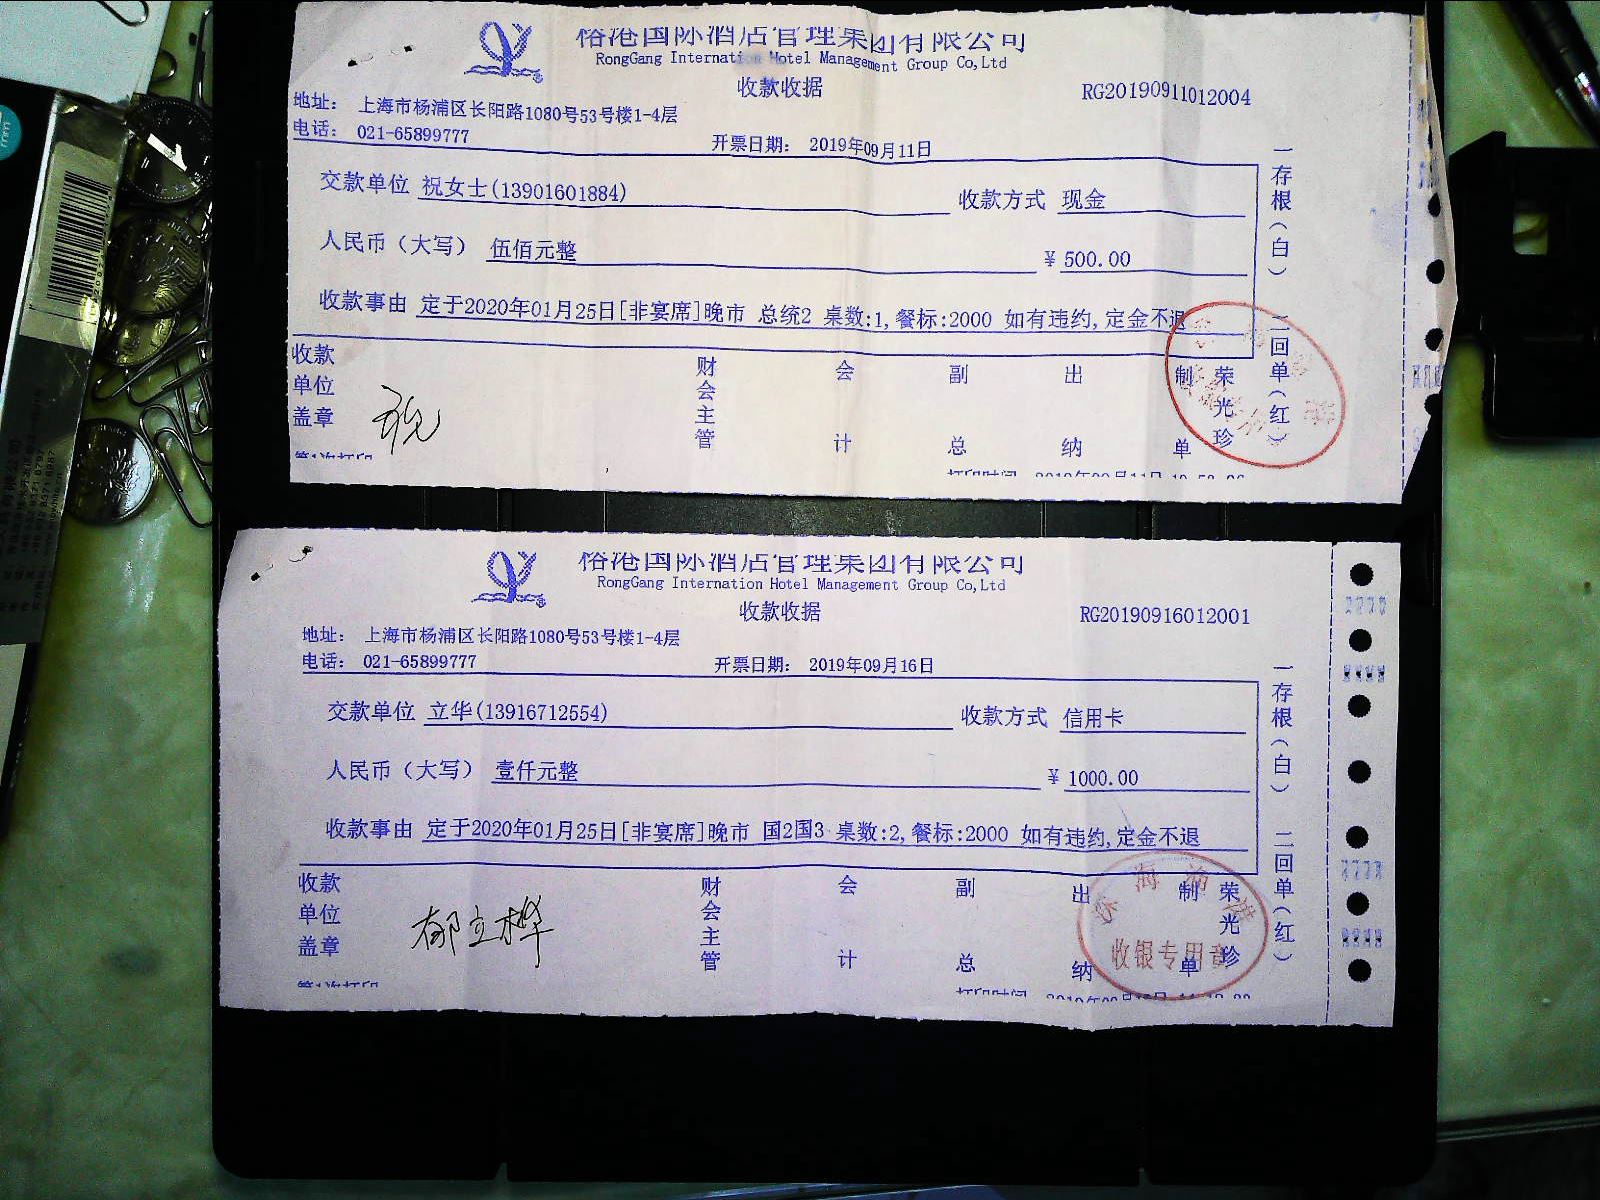 裕港国际酒店管理集团有限公司
RongGang Internation Hotel Management Group Co,Ltd
收款收据
RG20190911012004
地址： 上海市杨浦区长阳路1080号53号楼1-4层
电话： 021-65899777
开票日期： 2019年09月11日
交款单位 祝女士(13901601884) 收款方式 现金
人民币（大写） 伍佰元整 ¥ 500.00
收款事由 定于2020年01月25日[非宴席]晚市 总统2 桌数:1,餐标:2000 如有违约,定金不退
收款单位盖章 祝 财会主管 会计 副总 出纳 制单 荣光珍
第1次打印
一存根（白） 二回单（红）
裕港国际酒店管理集团有限公司
RongGang Internation Hotel Management Group Co,Ltd
收款收据
RG20190916012001
地址： 上海市杨浦区长阳路1080号53号楼1-4层
电话： 021-65899777
开票日期： 2019年09月16日
交款单位 立华(13916712554) 收款方式 信用卡
人民币（大写） 壹仟元整 ¥ 1000.00
收款事由 定于2020年01月25日[非宴席]晚市 国2国3 桌数:2,餐标:2000 如有违约,定金不退
收款单位盖章 郁立桦 财会主管 会计 副总 出纳 制单 荣光珍
收银专用章
第1次打印
一存根（白） 二回单（红）